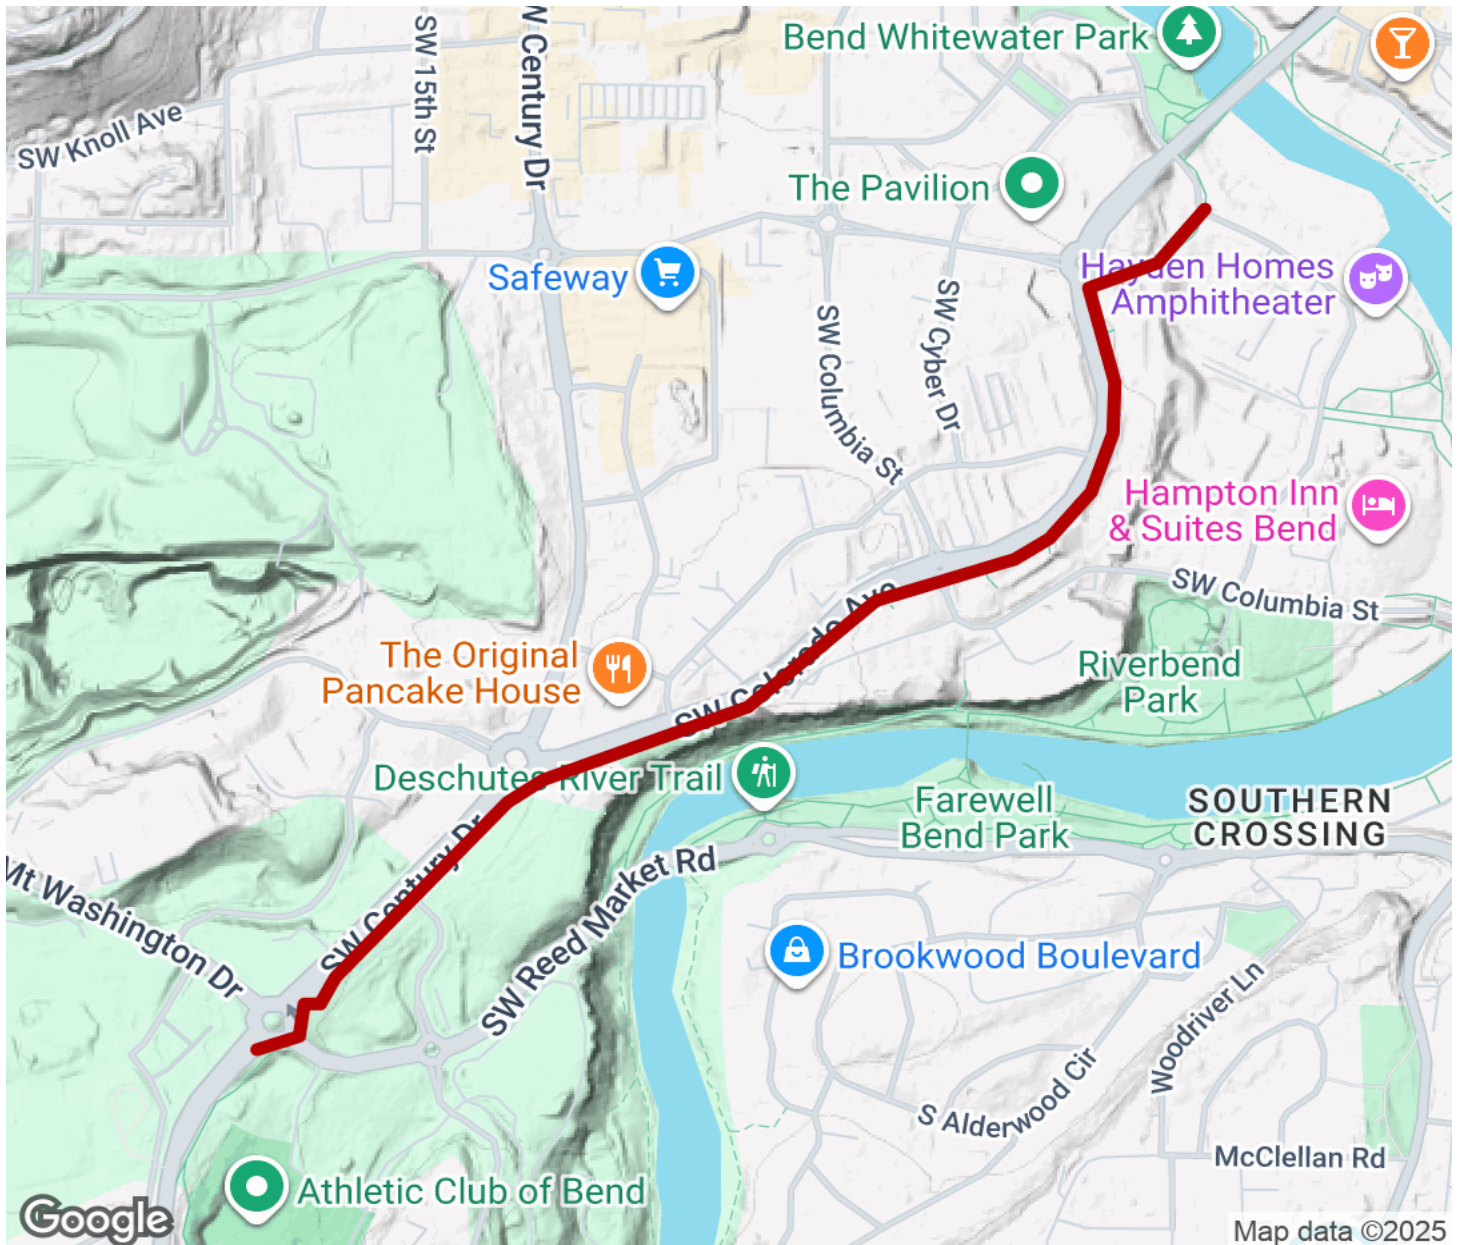 Bend Whitewater Park
SW 15th St
W Century Dr
SW Knoll Ave
The Pavilion
Safeway
Hayden Homes
Amphitheater
SW Cyber Dr
SW Columbia St
Hampton Inn
& Suites Bend
SW Columbia St
SW Colorado Ave
The Original
Pancake House
Riverbend
Park
Deschutes River Trail
Farewell
Bend Park
SOUTHERN
CROSSING
SW Century Dr
SW Reed Market Rd
Mt Washington Dr
Brookwood Boulevard
Woodriver Ln
S Alderwood Cir
McClellan Rd
Athletic Club of Bend
Google
Map data ©2025